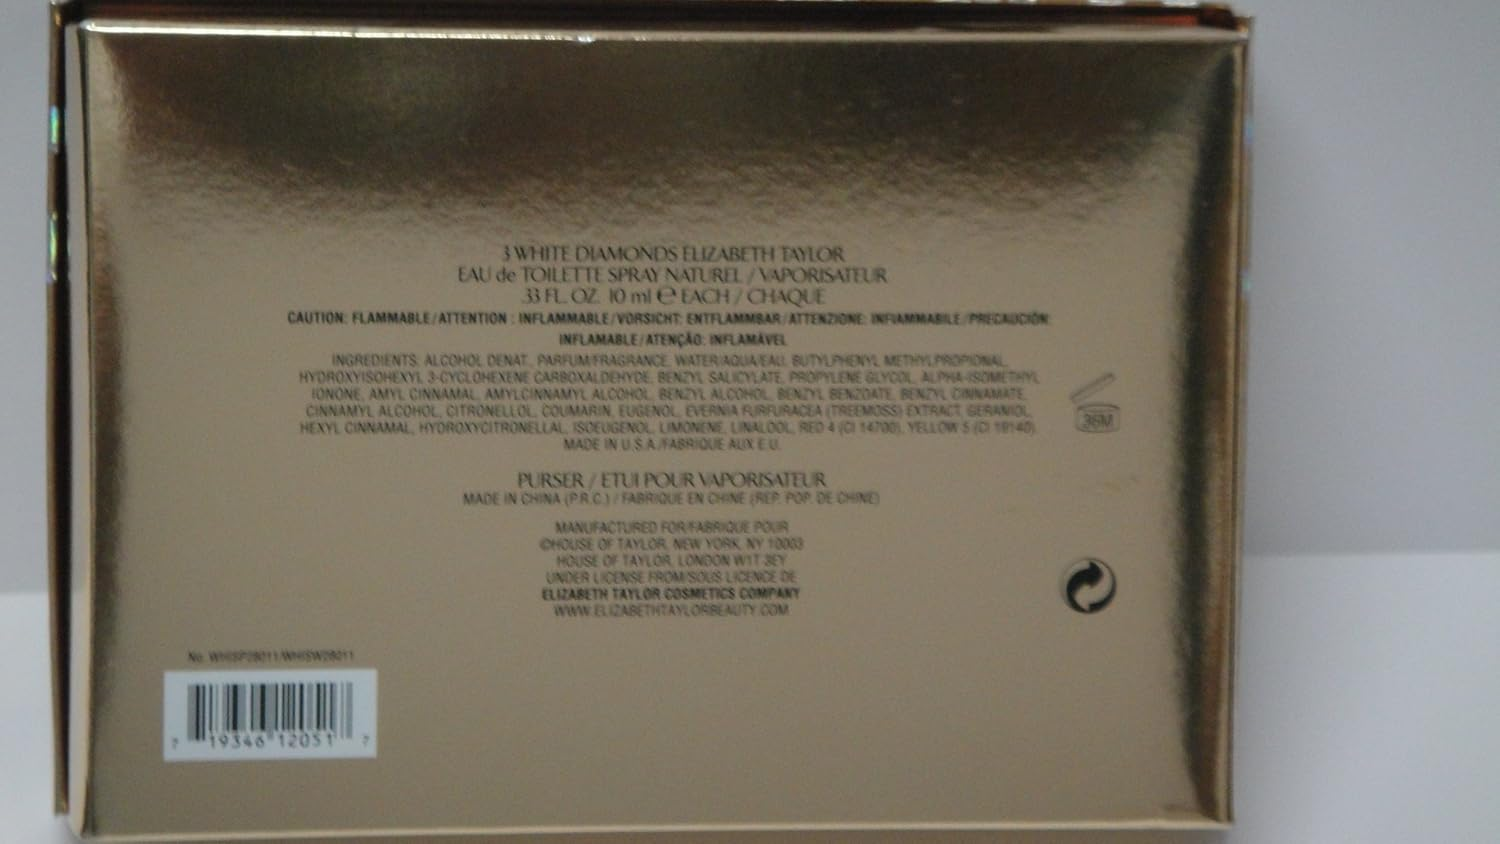 3 WHITE DIAMONDS ELIZABETH TAYLOR
EAU de TOILETTE SPRAY NATUREL / VAPORISATEUR
.33 FL. OZ. 10 ml e EACH / CHAQUE
CAUTION: FLAMMABLE/ATTENTION : INFLAMMABLE/VORSICHT: ENTFLAMMBAR/ATTENZIONE: INFIAMMABILE/PRECAUCIÓN:
INFLAMABLE/ATENÇÃO: INFLAMÁVEL
INGREDIENTS: ALCOHOL DENAT., PARFUM/FRAGRANCE, WATER/AQUA/EAU, BUTYLPHENYL METHYLPROPIONAL,
HYDROXYISOHEXYL 3-CYCLOHEXENE CARBOXALDEHYDE, BENZYL SALICYLATE, PROPYLENE GLYCOL, ALPHA-ISOMETHYL
IONONE, AMYL CINNAMAL, AMYLCINNAMYL ALCOHOL, BENZYL ALCOHOL, BENZYL BENZOATE, BENZYL CINNAMATE,
CINNAMYL ALCOHOL, CITRONELLOL, COUMARIN, EUGENOL, EVERNIA FURFURACEA (TREEMOSS) EXTRACT, GERANIOL,
HEXYL CINNAMAL, HYDROXYCITRONELLAL, ISOEUGENOL, LIMONENE, LINALOOL, RED 4 (CI 14700), YELLOW 5 (CI 19140).
MADE IN U.S.A./FABRIQUE AUX E.U.
36M
PURSER / ETUI POUR VAPORISATEUR
MADE IN CHINA (P.R.C.) / FABRIQUE EN CHINE (REP. POP. DE CHINE)
MANUFACTURED FOR/FABRIQUE POUR
©HOUSE OF TAYLOR, NEW YORK, NY 10003
HOUSE OF TAYLOR, LONDON W1T 3EY
UNDER LICENSE FROM/SOUS LICENCE DE
ELIZABETH TAYLOR COSMETICS COMPANY
WWW.ELIZABETHTAYLORBEAUTY.COM
No. WHISP28011/WHISW28011
7 19346 12051 7